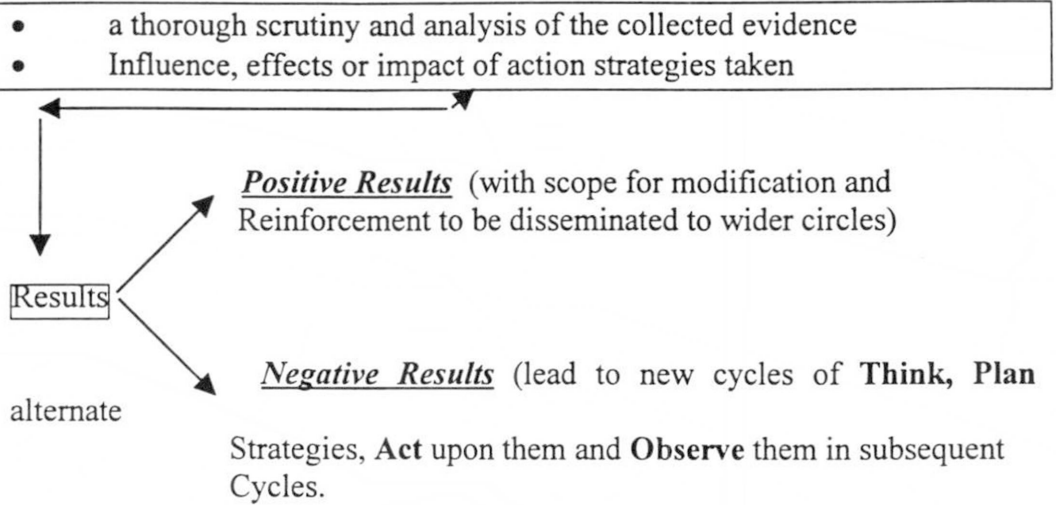 • a thorough scrutiny and analysis of the collected evidence
• Influence, effects or impact of action strategies taken
Positive Results (with scope for modification and
Reinforcement to be disseminated to wider circles)
Results
Negative Results (lead to new cycles of Think, Plan
alternate
Strategies, Act upon them and Observe them in subsequent
Cycles.